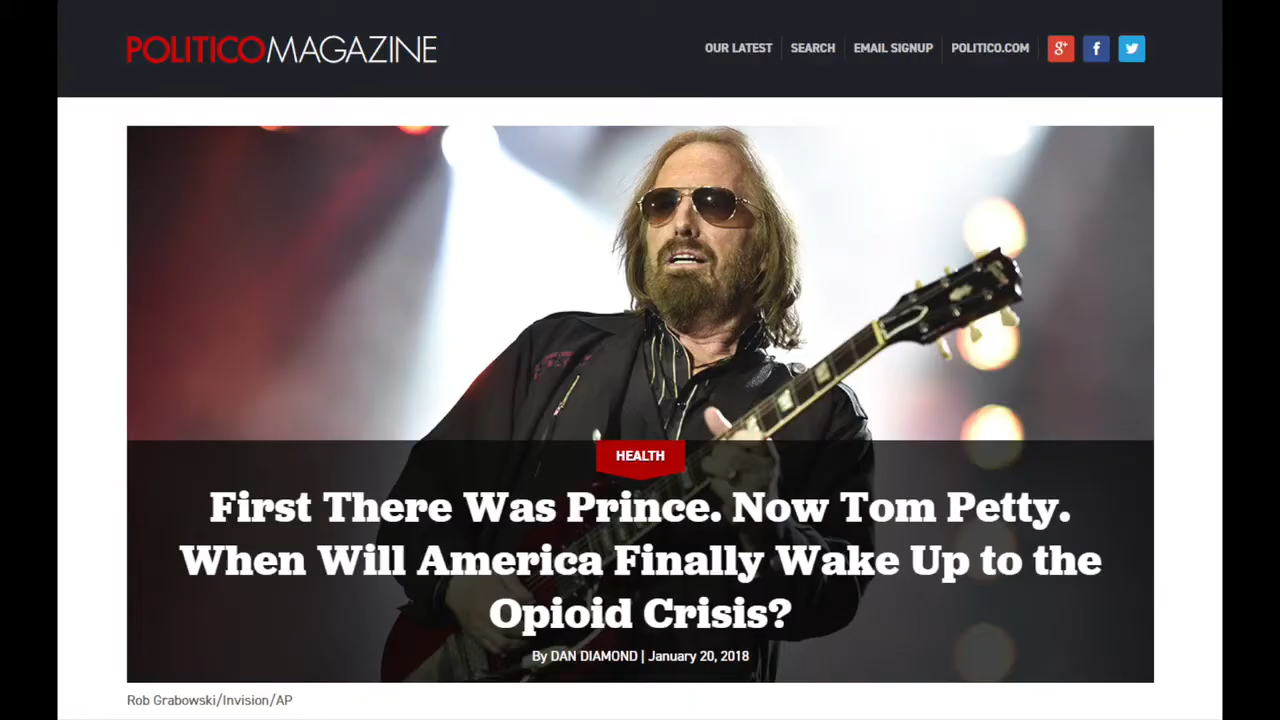 POLITICOMAGAZINE
OUR LATEST
SEARCH
EMAIL SIGNUP
POLITICO.COM
g+
f
HEALTH
First There Was Prince. Now Tom Petty.
When Will America Finally Wake Up to the
Opioid Crisis?
By DAN DIAMOND | January 20, 2018
Rob Grabowski/Invision/AP